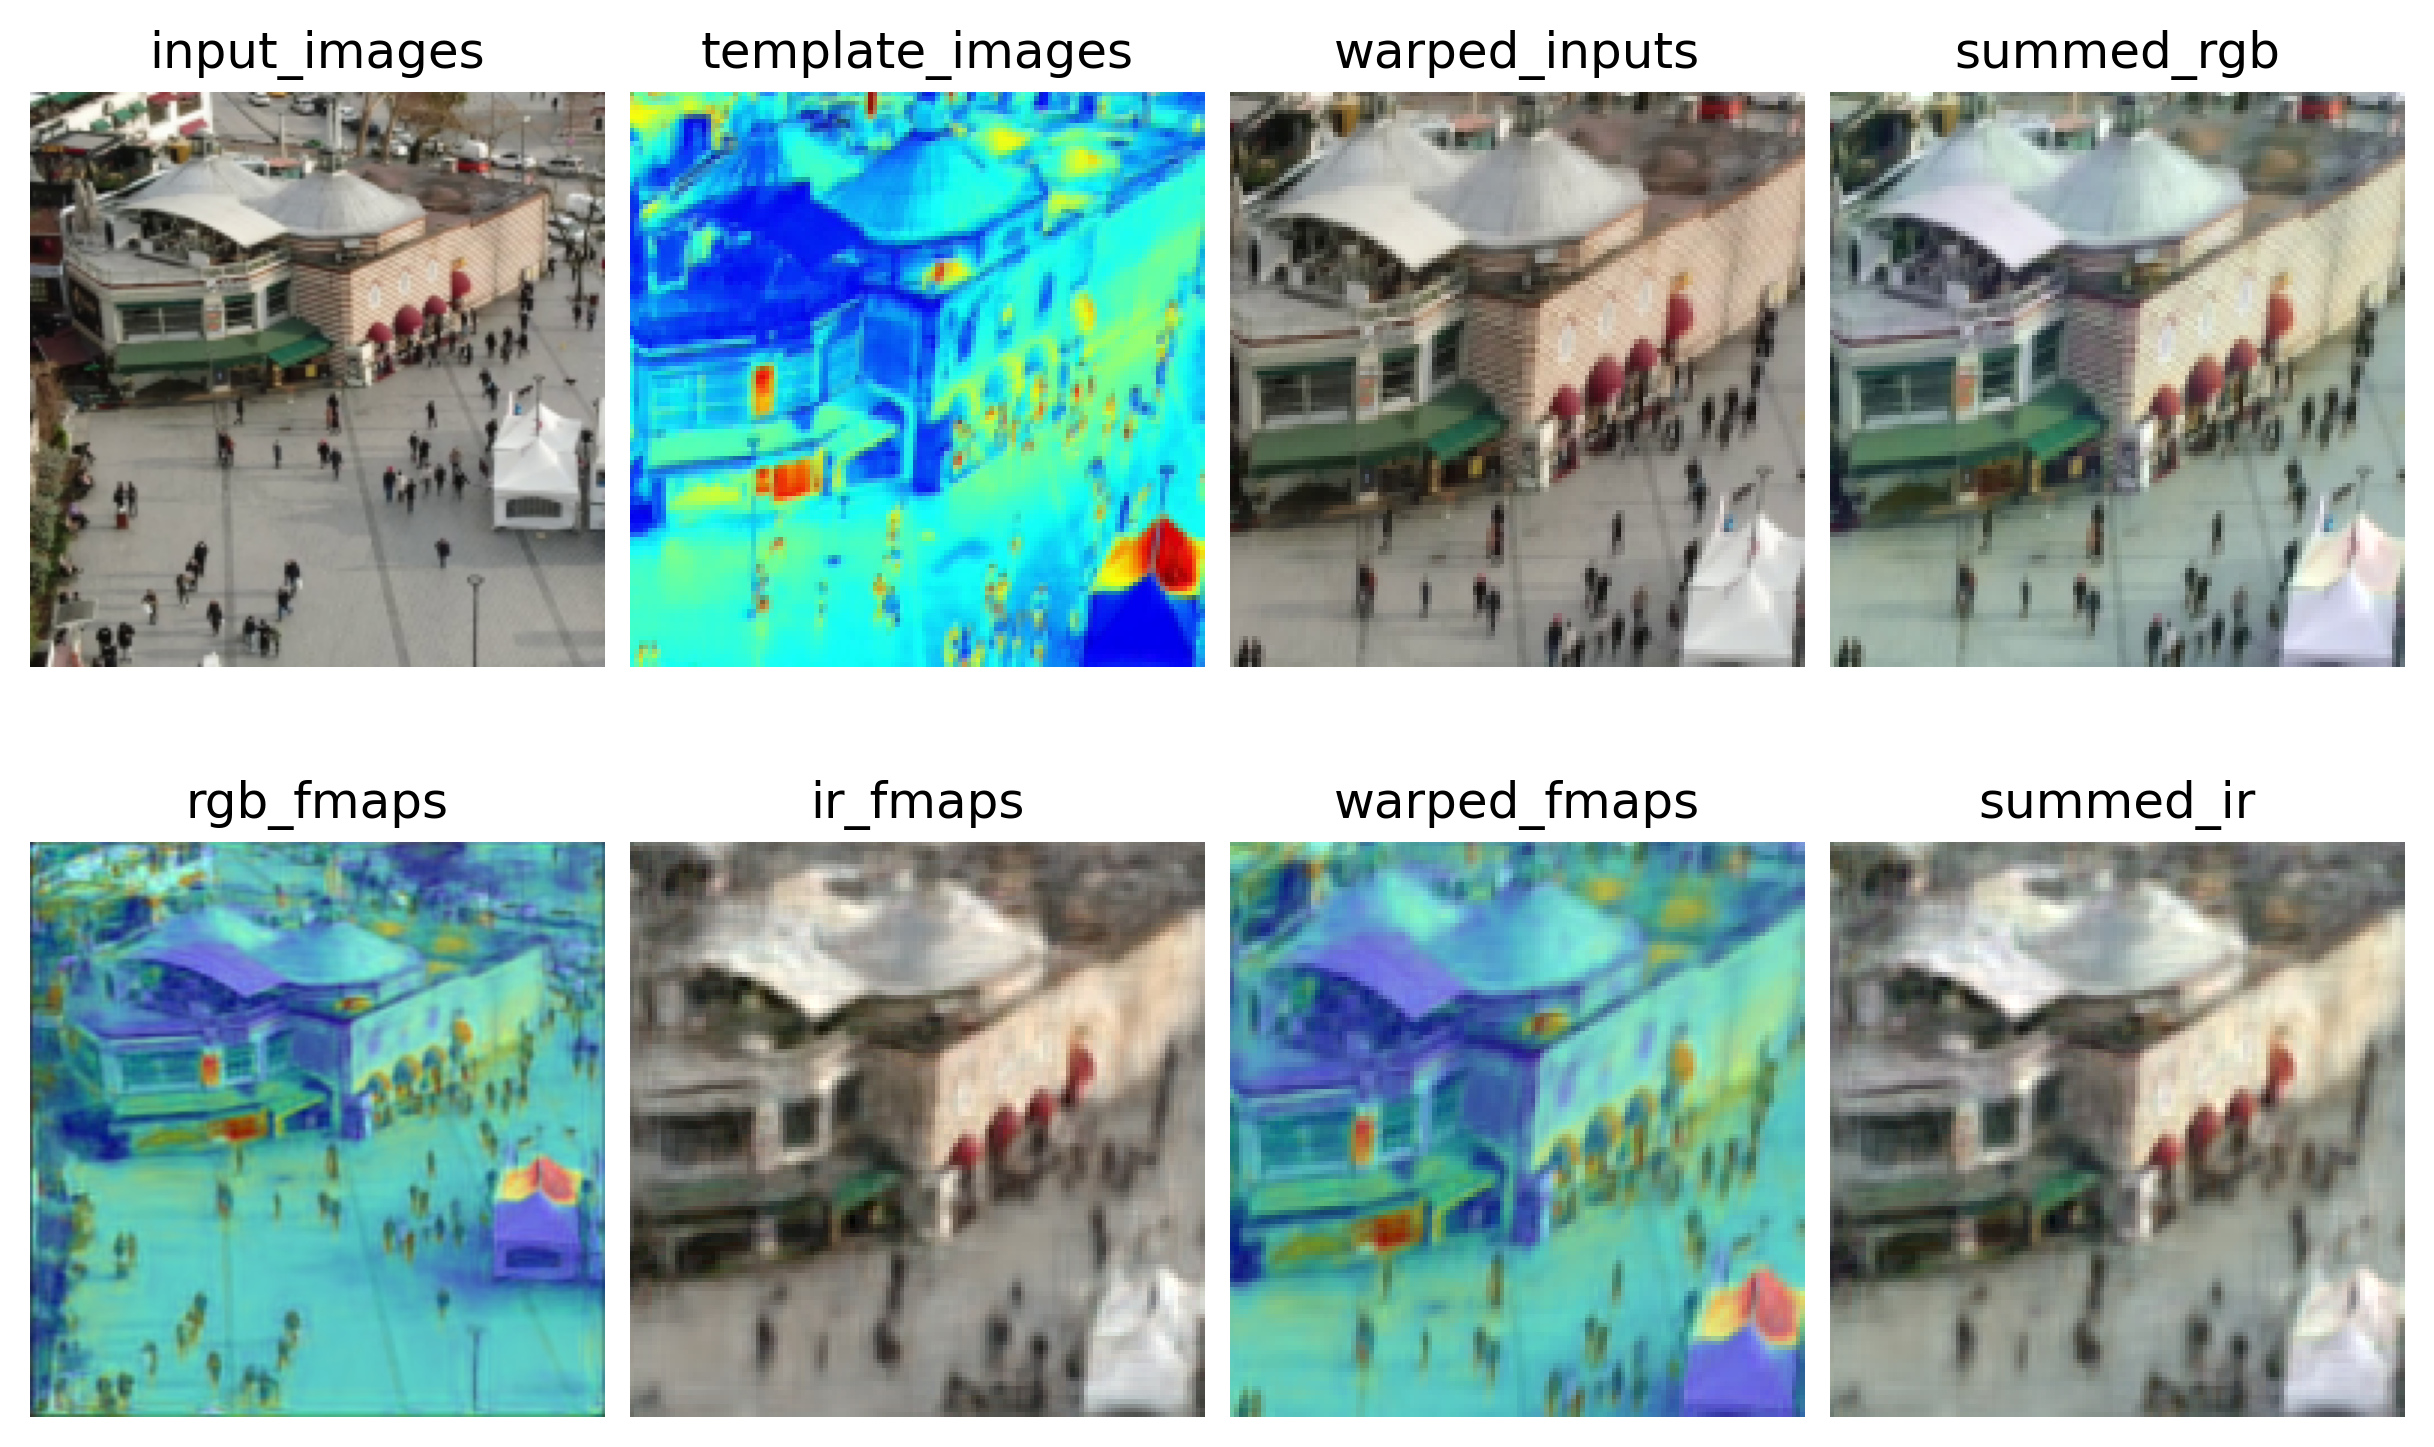 input_images
template_images
warped_inputs
summed_rgb
rgb_fmaps
ir_fmaps
warped_fmaps
summed_ir